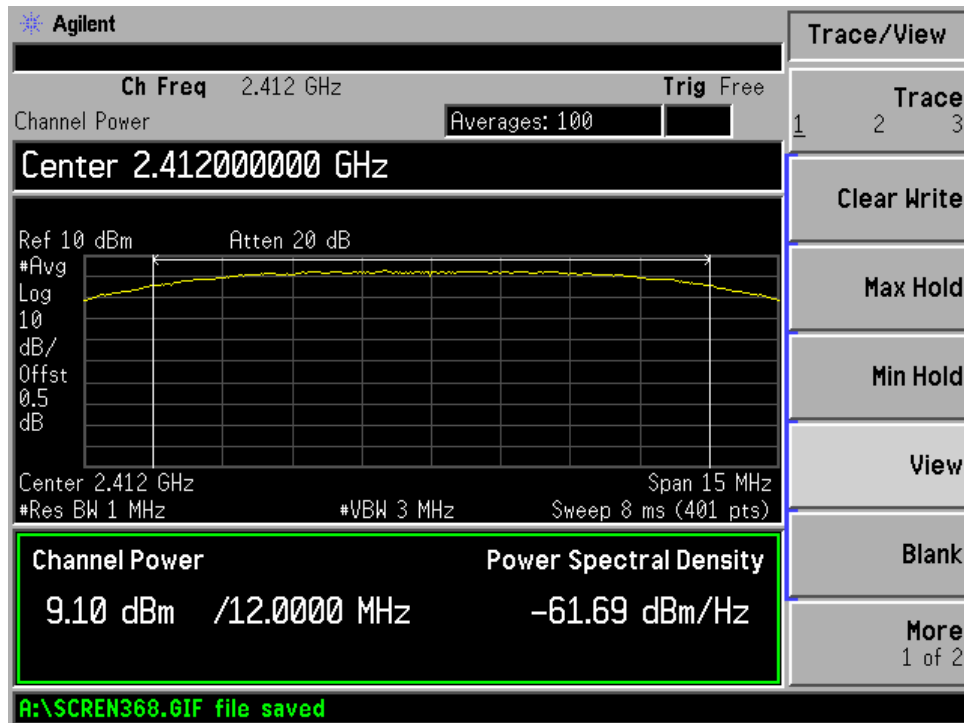 Agilent
Trace/View
Ch Freq 2.412 GHz Trig Free
Channel Power Averages: 100
Center 2.412000000 GHz
Ref 10 dBm Atten 20 dB
#Avg
Log
10
dB/
Offst
0.5
dB
Center 2.412 GHz Span 15 MHz
#Res BW 1 MHz #VBW 3 MHz Sweep 8 ms (401 pts)
Channel Power Power Spectral Density
9.10 dBm /12.0000 MHz -61.69 dBm/Hz
A:\SCREN368.GIF file saved
Trace
1 2 3
Clear Write
Max Hold
Min Hold
View
Blank
More
1 of 2